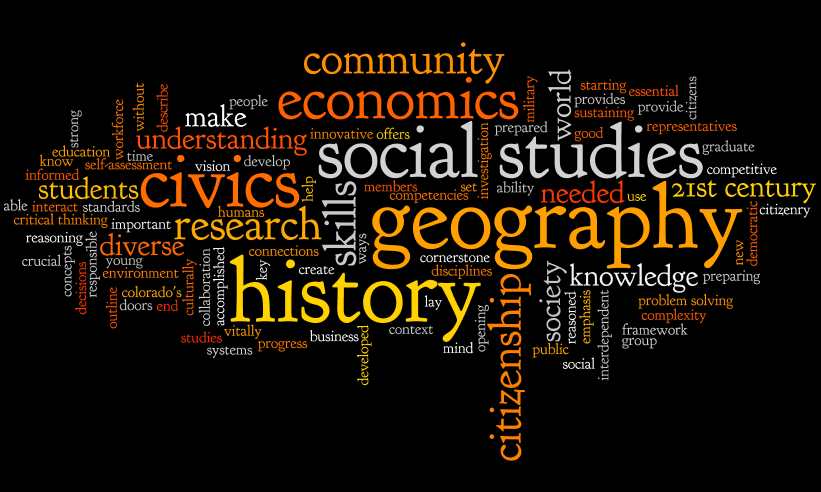 community
economics
world
starting
essential
provides
sustaining
provide
citizens
military
people
make
without
describe
workforce
strong
understanding
innovative
offers
prepared
good
representatives
social studies
investigation
graduate
education
know
self-assessment
time
vision
develop
competitive
informed
students
civics
help
skills
members
competencies
set
ability
needed
use
21st century
able
interact
standards
humans
geography
citizenry
critical thinking
important
research
ways
new
democratic
reasoning
diverse
connections
cornerstone
crucial
concepts
responsible
young
environment
culturally
collaboration
accomplished
key
create
disciplines
society
knowledge
preparing
decisions
outline
colorado's
doors
end
history
lay
citizenship
reasoned
emphasis
interdependent
problem solving
complexity
studies
vitally
systems
progress
business
developed
context
mind
opening
public
social
framework
group